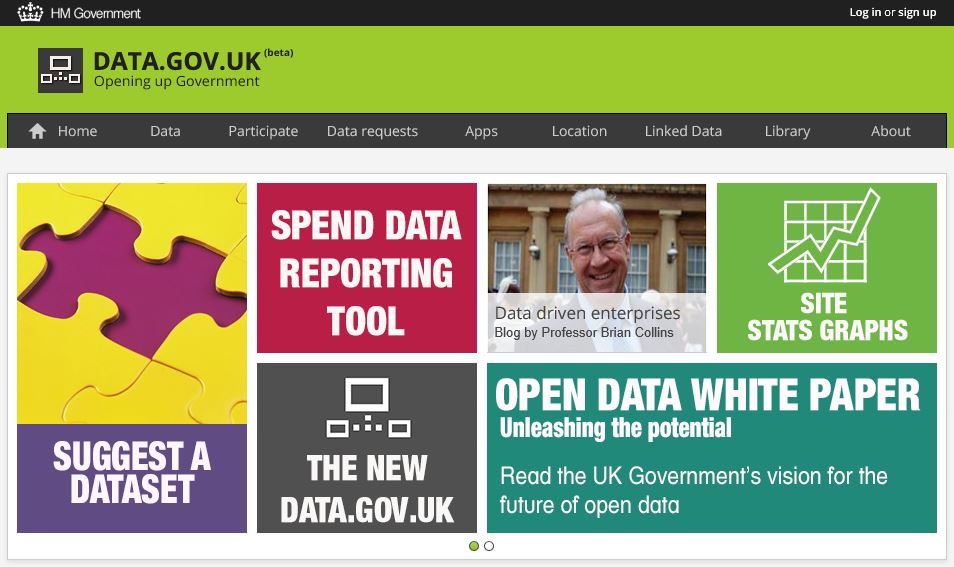 HM Government
Log in or sign up
DATA.GOV.UK (beta)
Opening up Government
Home Data Participate Data requests Apps Location Linked Data Library About
SUGGEST A
DATASET
SPEND DATA
REPORTING
TOOL
Data driven enterprises
Blog by Professor Brian Collins
SITE
STATS GRAPHS
THE NEW
DATA.GOV.UK
OPEN DATA WHITE PAPER
Unleashing the potential
Read the UK Government's vision for the
future of open data